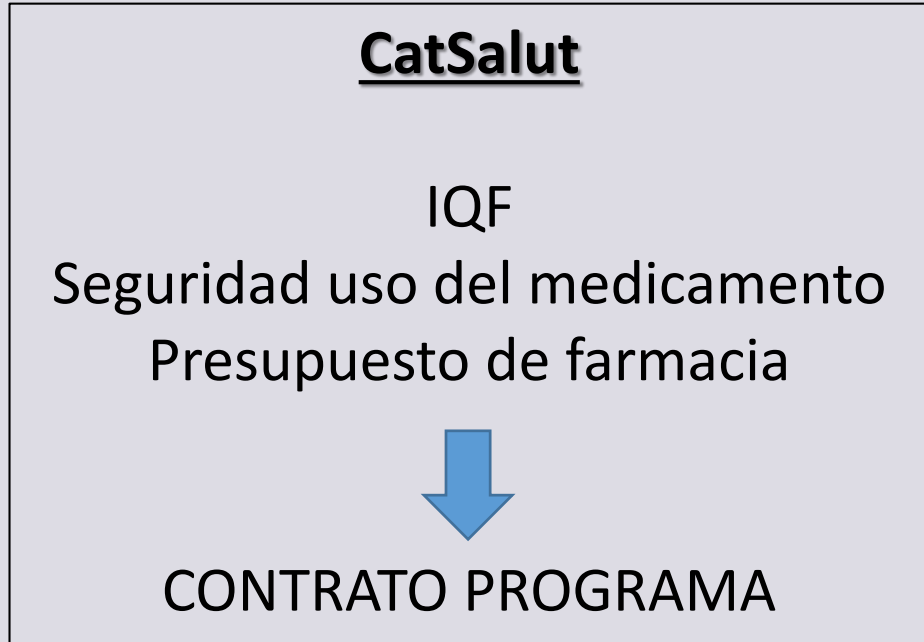 CatSalut
IQF
Seguridad uso del medicamento
Presupuesto de farmacia
CONTRATO PROGRAMA